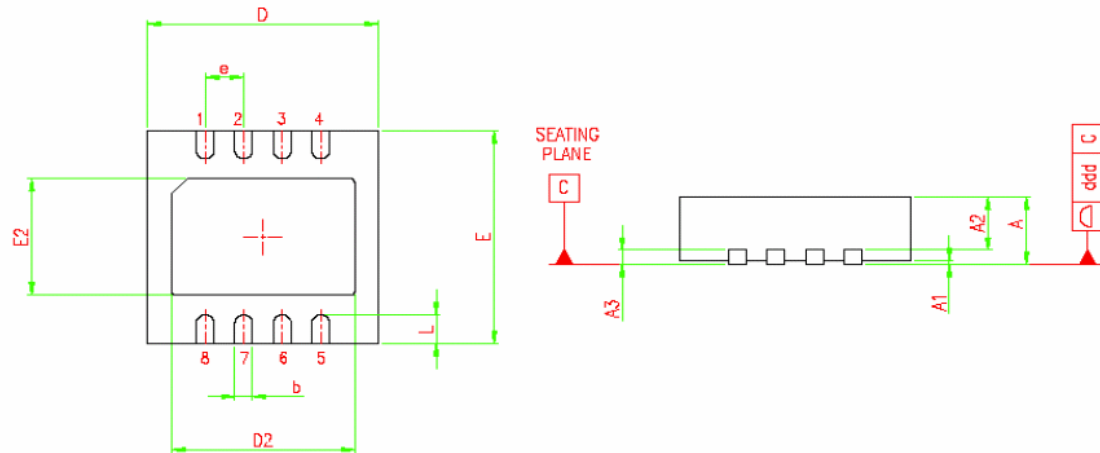 D
e
1 2 3 4
E2
E
L
8 7 6 5
b
D2
SEATING
PLANE
C
A3
A2
A
A1
ddd C